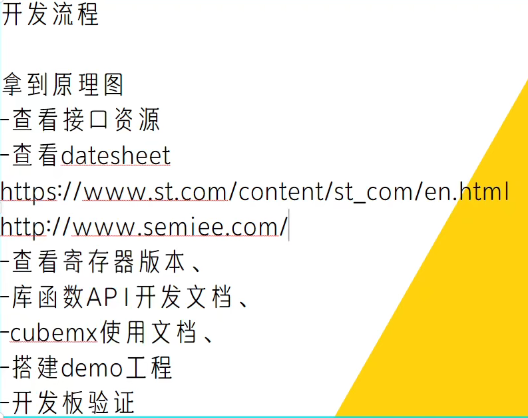 开发流程
拿到原理图
-查看接口资源
-查看datesheet
https://www.st.com/content/st_com/en.html
http://www.semiee.com/
-查看寄存器版本、
-库函数API开发文档、
-cubemx使用文档、
-搭建demo工程
-开发板验证